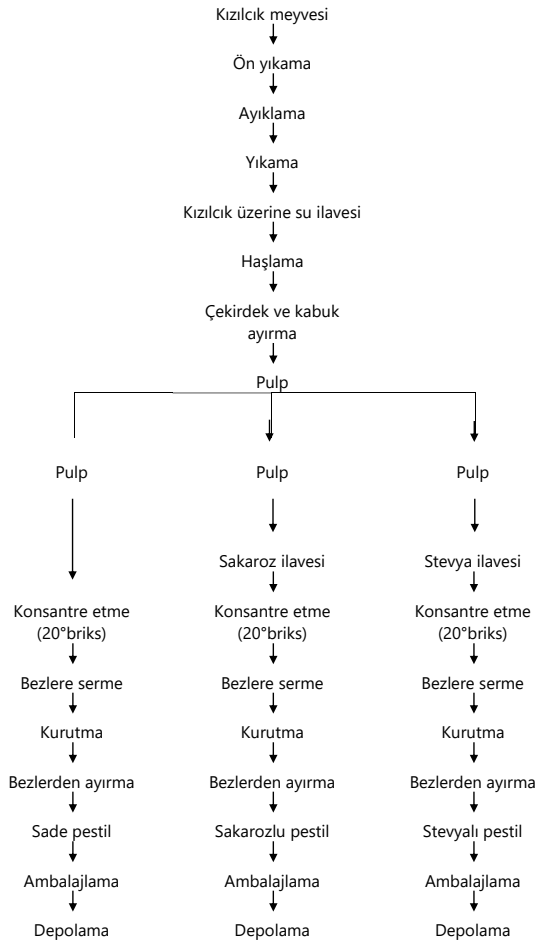 Kızılcık meyvesi
Ön yıkama
Ayıklama
Yıkama
Kızılcık üzerine su ilavesi
Haşlama
Çekirdek ve kabuk
ayırma
Pulp
Pulp
Pulp
Pulp
Sakaroz ilavesi
Stevya ilavesi
Konsantre etme
Konsantre etme
Konsantre etme
(20°briks)
(20°briks)
(20°briks)
Bezlere serme
Bezlere serme
Bezlere serme
Kurutma
Kurutma
Kurutma
Bezlerden ayırma
Bezlerden ayırma
Bezlerden ayırma
Sade pestil
Sakarozlu pestil
Stevyalı pestil
Ambalajlama
Ambalajlama
Ambalajlama
Depolama
Depolama
Depolama